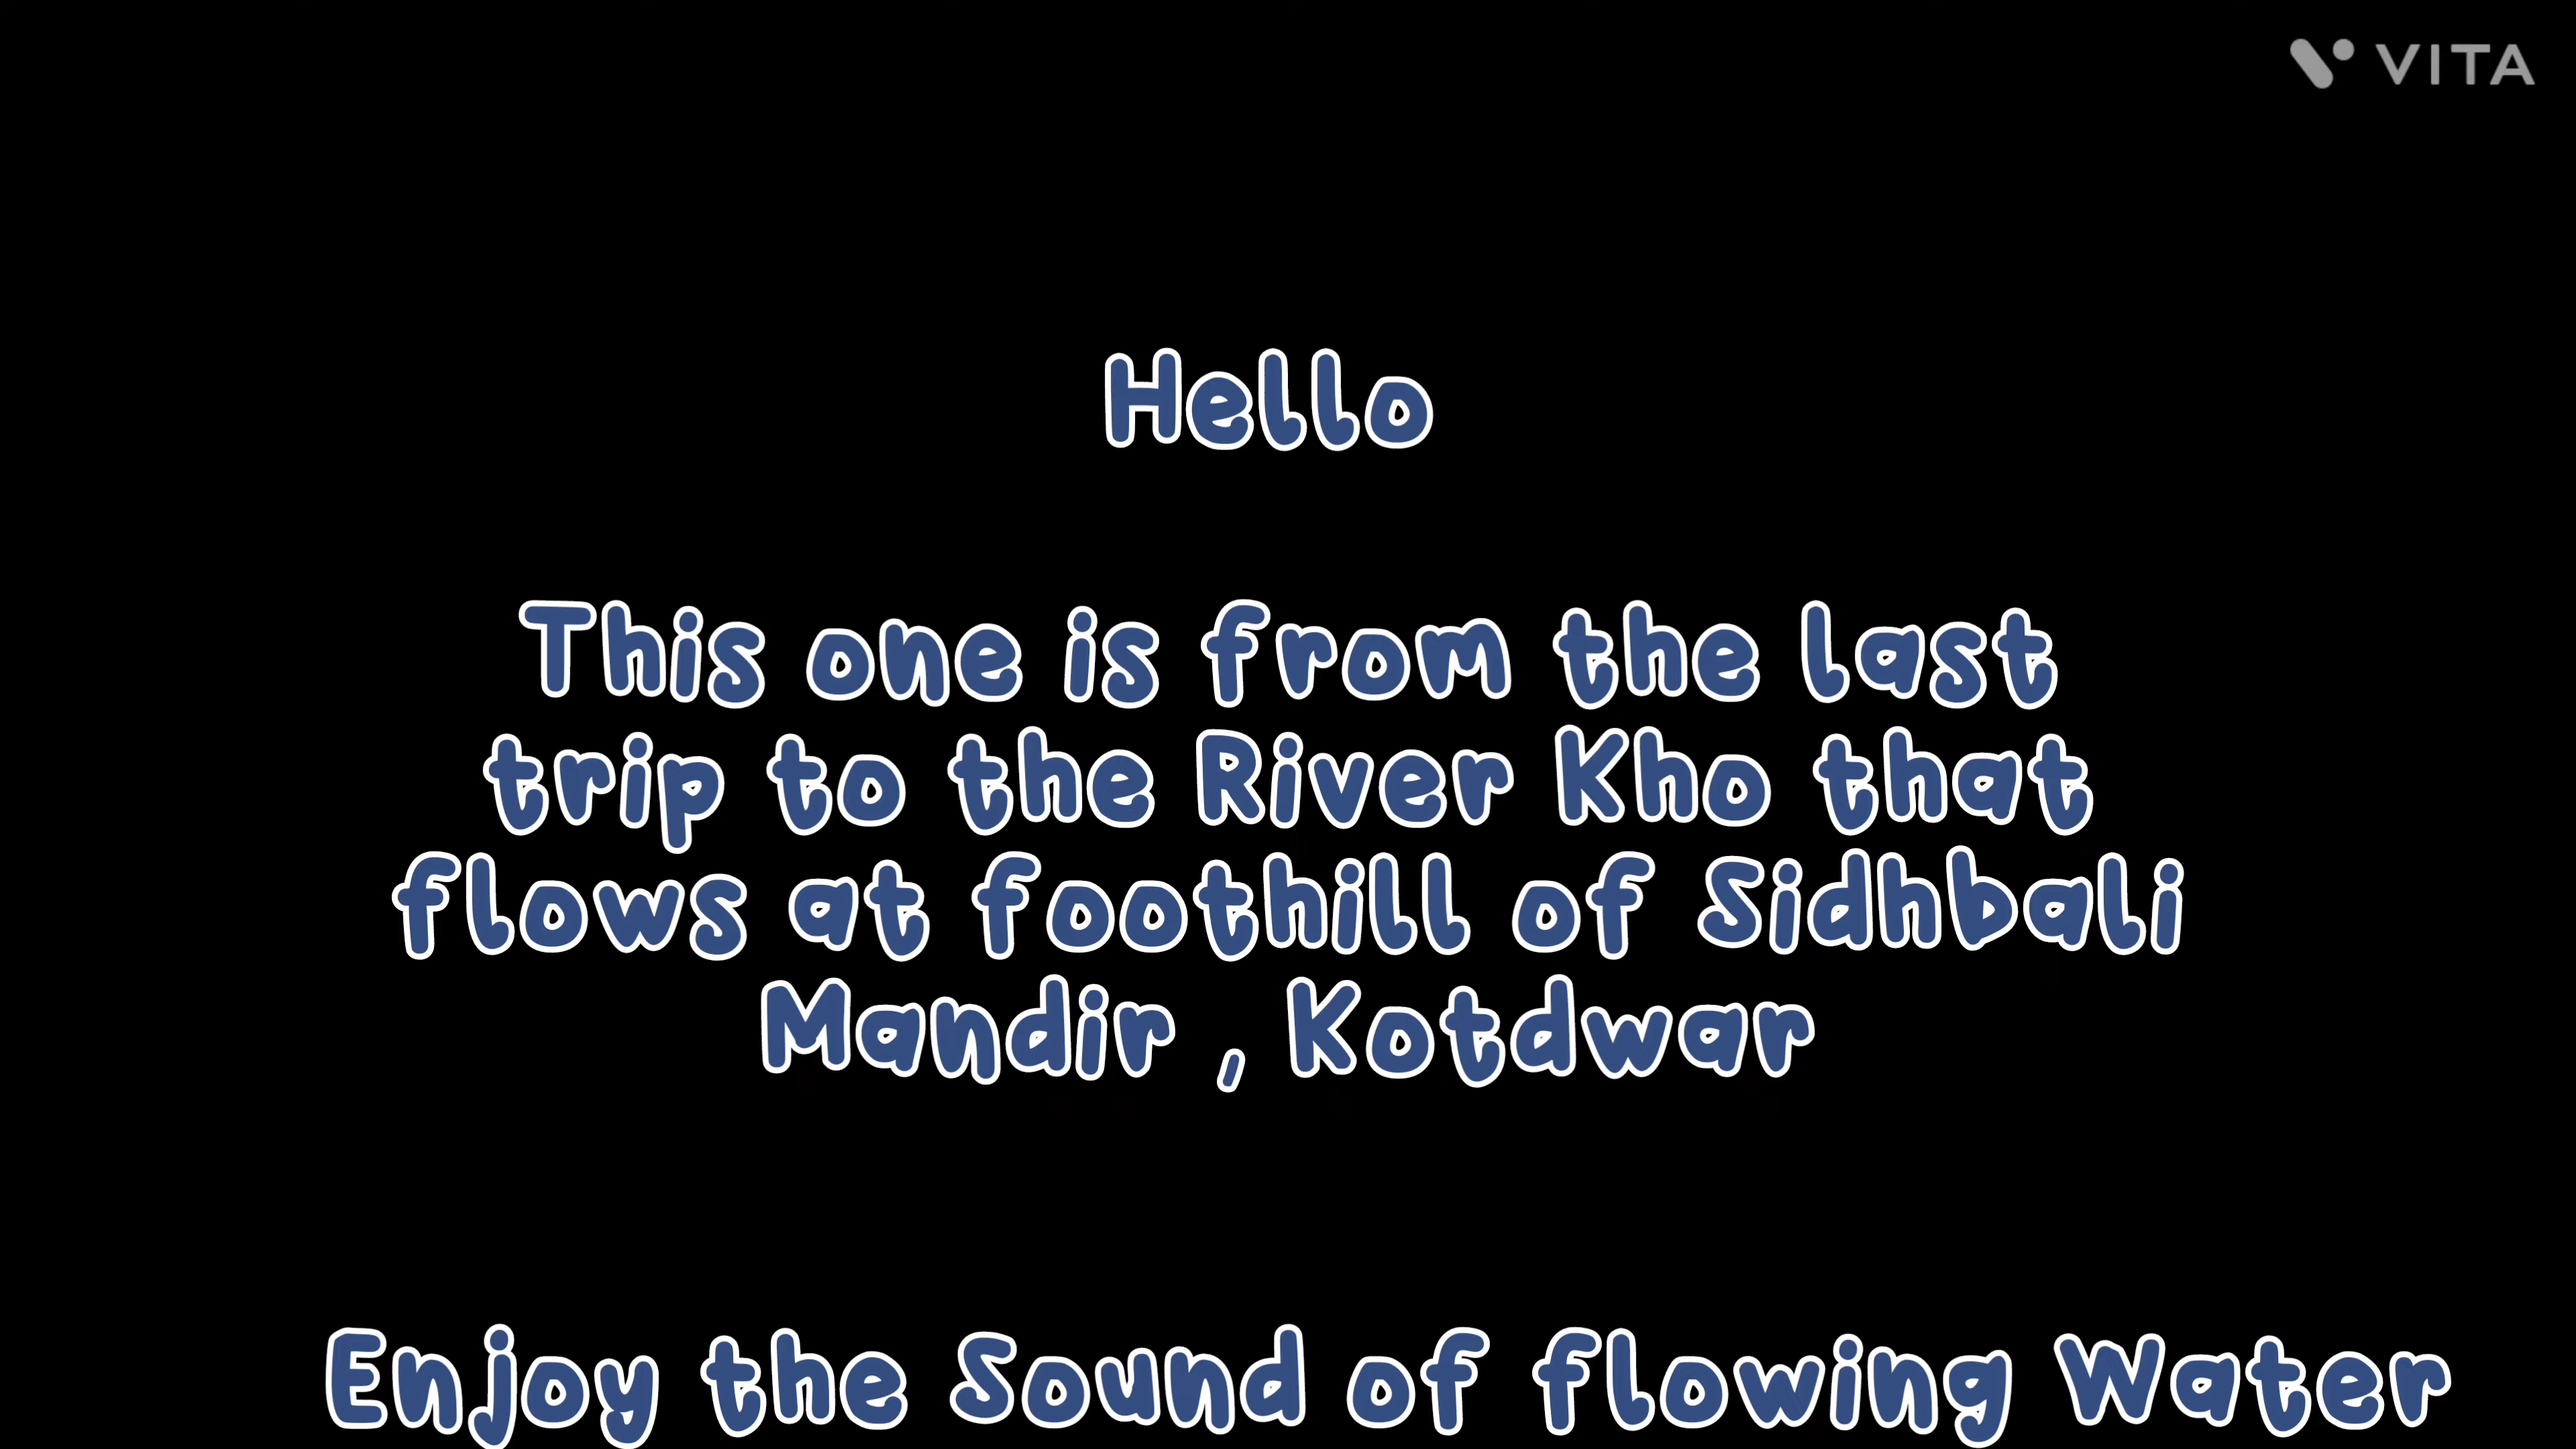 VITA
Hello
This one is from the last
trip to the River Kho that
flows at foothill of Sidhbali
Mandir , Kotdwar
Enjoy the Sound of flowing Water